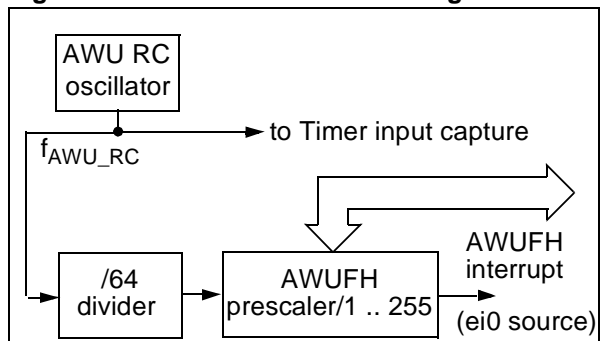 AWU RC
oscillator
to Timer input capture
fAWU_RC
AWUFH
interrupt
/64
divider
AWUFH
prescaler/1 .. 255
(ei0 source)